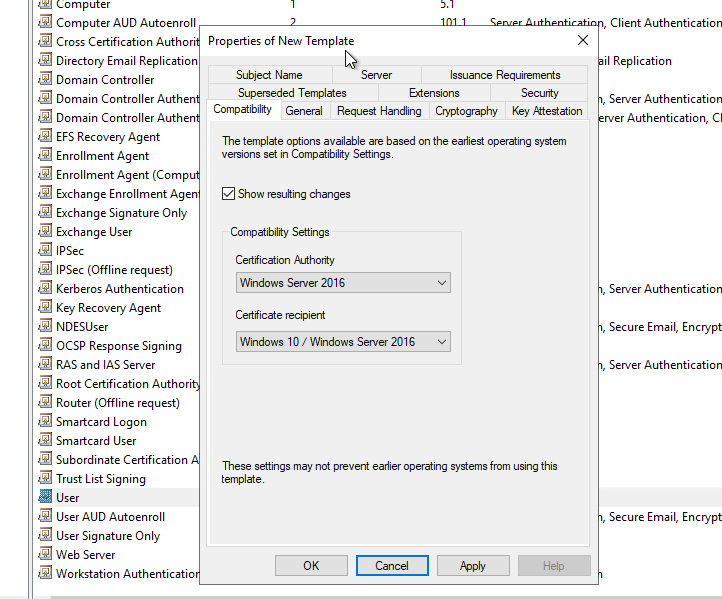 Computer 1 5.1
Computer AUD Autoenroll 2 101.1 Server Authentication, Client Authentication
Cross Certification Authorit
Directory Email Replication ail Replication
Domain Controller
Domain Controller Authent n, Server Authentication
Domain Controller Authent erver Authentication, Cl
EFS Recovery Agent
Enrollment Agent
Enrollment Agent (Comput
Exchange Enrollment Agent
Exchange Signature Only
Exchange User
IPSec
IPSec (Offline request)
Kerberos Authentication n, Server Authentication
Key Recovery Agent
NDESUser n, Secure Email, Encrypt
OCSP Response Signing
RAS and IAS Server n, Server Authentication
Root Certification Authority
Router (Offline request)
Smartcard Logon
Smartcard User
Subordinate Certification A
Trust List Signing
User
User AUD Autoenroll n, Secure Email, Encrypt
User Signature Only
Web Server
Workstation Authentication n
Properties of New Template
Subject Name Server Issuance Requirements
Superseded Templates Extensions Security
Compatibility General Request Handling Cryptography Key Attestation
The template options available are based on the earliest operating system
versions set in Compatibility Settings.
Show resulting changes
Compatibility Settings
Certification Authority
Windows Server 2016
Certificate recipient
Windows 10 / Windows Server 2016
These settings may not prevent earlier operating systems from using this
template.
OK Cancel Apply Help